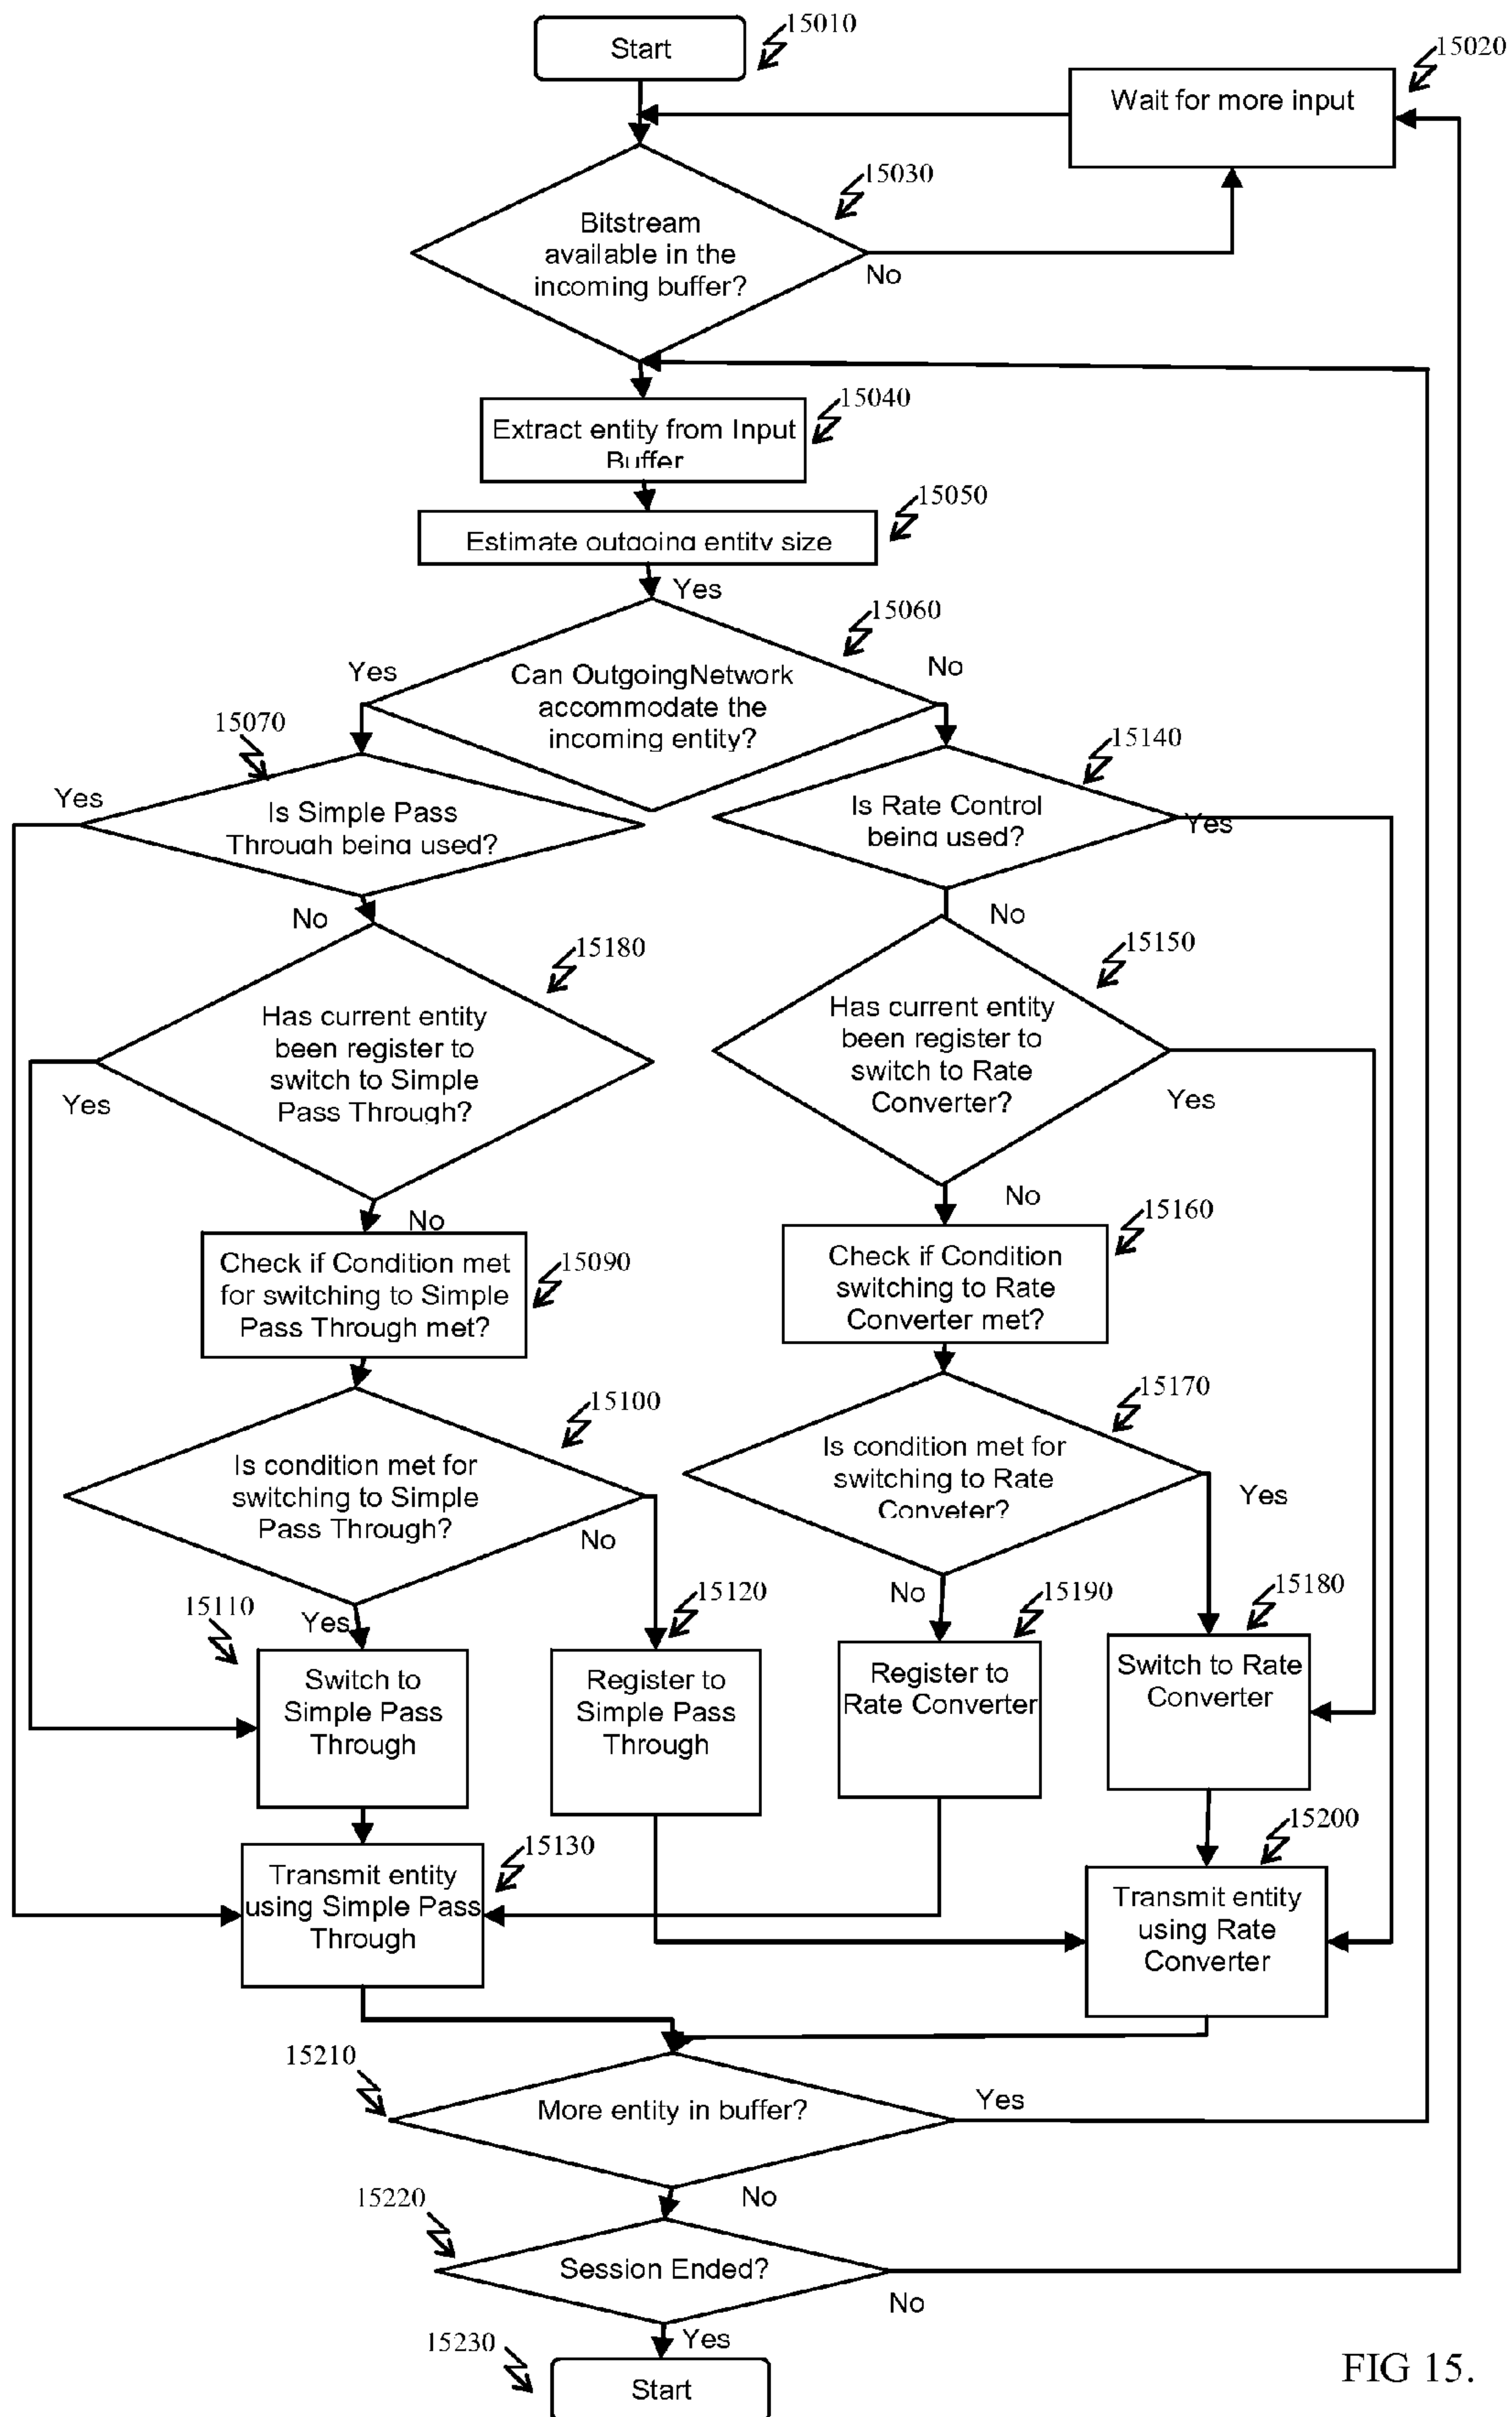 Start
15010
Wait for more input
15020
Bitstream
available in the
incoming buffer?
15030
No
Extract entity from Input
Buffer
15040
Estimate outgoing entity size
15050
Yes
Can OutgoingNetwork
accommodate the
incoming entity?
15060
Yes
No
15070
Is Simple Pass
Through being used?
Yes
15140
Is Rate Control
being used?
Yes
No
No
15180
Has current entity
been register to
switch to Simple
Pass Through?
Yes
15150
Has current entity
been register to
switch to Rate
Converter?
Yes
No
No
Check if Condition met
for switching to Simple
Pass Through met?
15090
Check if Condition
switching to Rate
Converter met?
15160
Is condition met for
switching to Simple
Pass Through?
15100
No
Is condition met for
switching to Rate
Conveter?
15170
Yes
15110
Yes
15120
No
15190
15180
Switch to
Simple Pass
Through
Register to
Simple Pass
Through
Register to
Rate Converter
Switch to Rate
Converter
Transmit entity
using Simple Pass
Through
15130
Transmit entity
using Rate
Converter
15200
15210
More entity in buffer?
Yes
No
15220
Session Ended?
No
Yes
15230
Start
FIG 15.